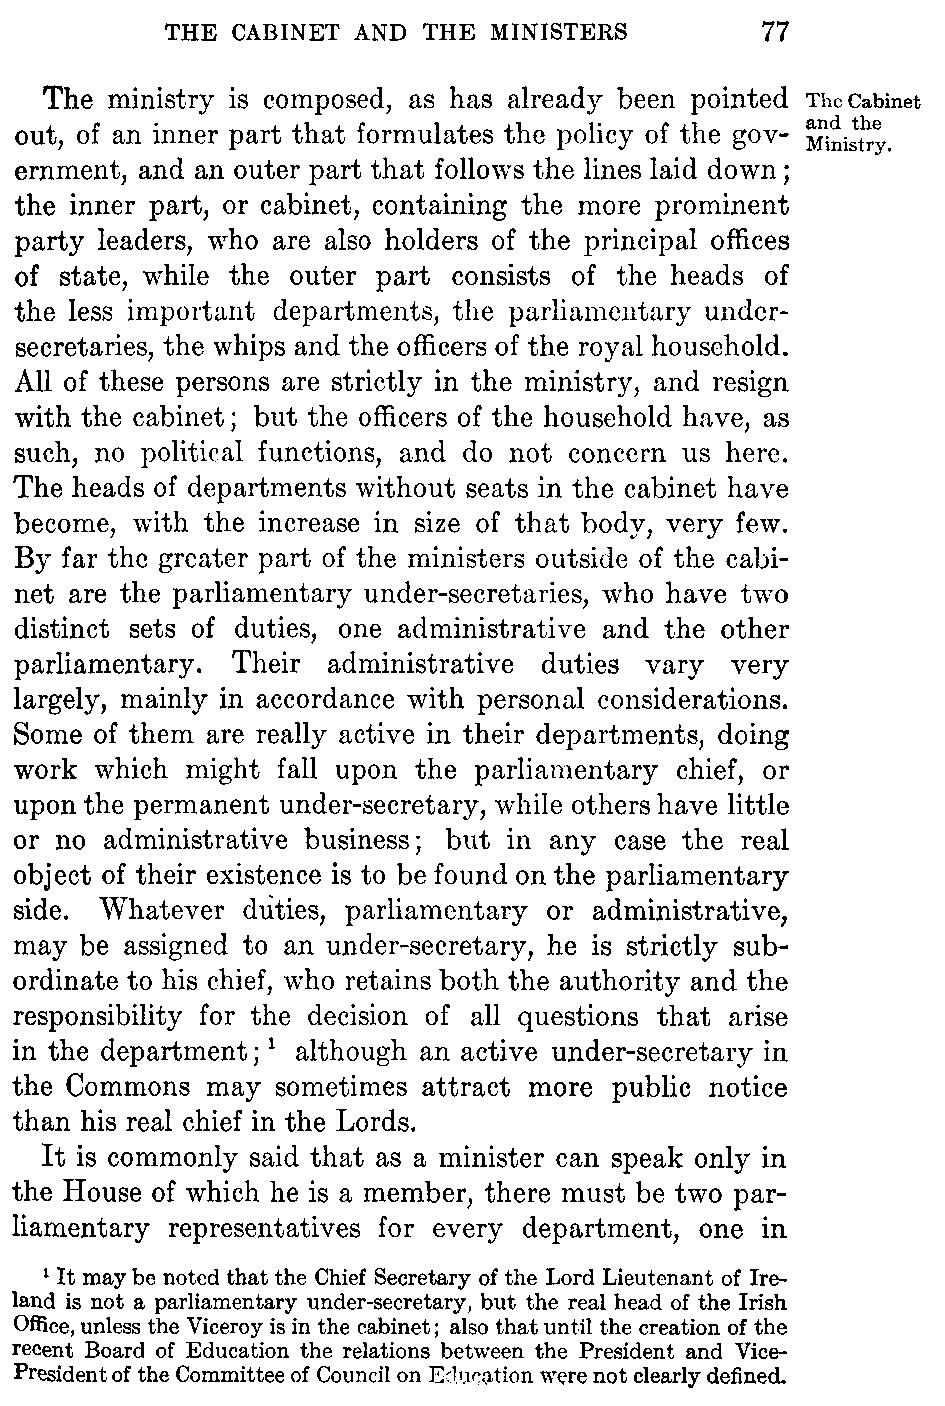 THE CABINET AND THE MINISTERS 77
The ministry is composed, as has already been pointed
out, of an inner part that formulates the policy of the gov-
ernment, and an outer part that follows the lines laid down;
the inner part, or cabinet, containing the more prominent
party leaders, who are also holders of the principal offices
of state, while the outer part consists of the heads of
the less important departments, the parliamentary under-
secretaries, the whips and the officers of the royal household.
All of these persons are strictly in the ministry, and resign
with the cabinet; but the officers of the household have, as
such, no political functions, and do not concern us here.
The heads of departments without seats in the cabinet have
become, with the increase in size of that body, very few.
By far the greater part of the ministers outside of the cabi-
net are the parliamentary under-secretaries, who have two
distinct sets of duties, one administrative and the other
parliamentary. Their administrative duties vary very
largely, mainly in accordance with personal considerations.
Some of them are really active in their departments, doing
work which might fall upon the parliamentary chief, or
upon the permanent under-secretary, while others have little
or no administrative business; but in any case the real
object of their existence is to be found on the parliamentary
side. Whatever duties, parliamentary or administrative,
may be assigned to an under-secretary, he is strictly sub-
ordinate to his chief, who retains both the authority and the
responsibility for the decision of all questions that arise
in the department;¹ although an active under-secretary in
the Commons may sometimes attract more public notice
than his real chief in the Lords.
It is commonly said that as a minister can speak only in
the House of which he is a member, there must be two par-
liamentary representatives for every department, one in
The Cabinet
and the
Ministry.
¹ It may be noted that the Chief Secretary of the Lord Lieutenant of Ire-
land is not a parliamentary under-secretary, but the real head of the Irish
Office, unless the Viceroy is in the cabinet; also that until the creation of the
recent Board of Education the relations between the President and Vice-
President of the Committee of Council on Education were not clearly defined.